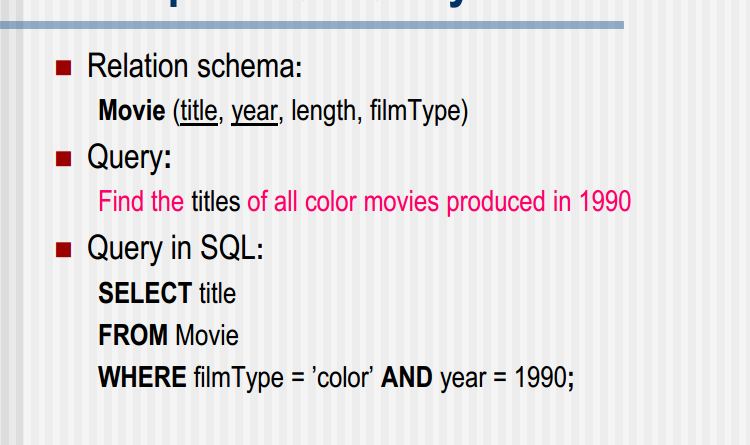 Relation schema:
Movie (title, year, length, filmType)
Query:
Find the titles of all color movies produced in 1990
Query in SQL:
SELECT title
FROM Movie
WHERE filmType = ’color’ AND year = 1990;